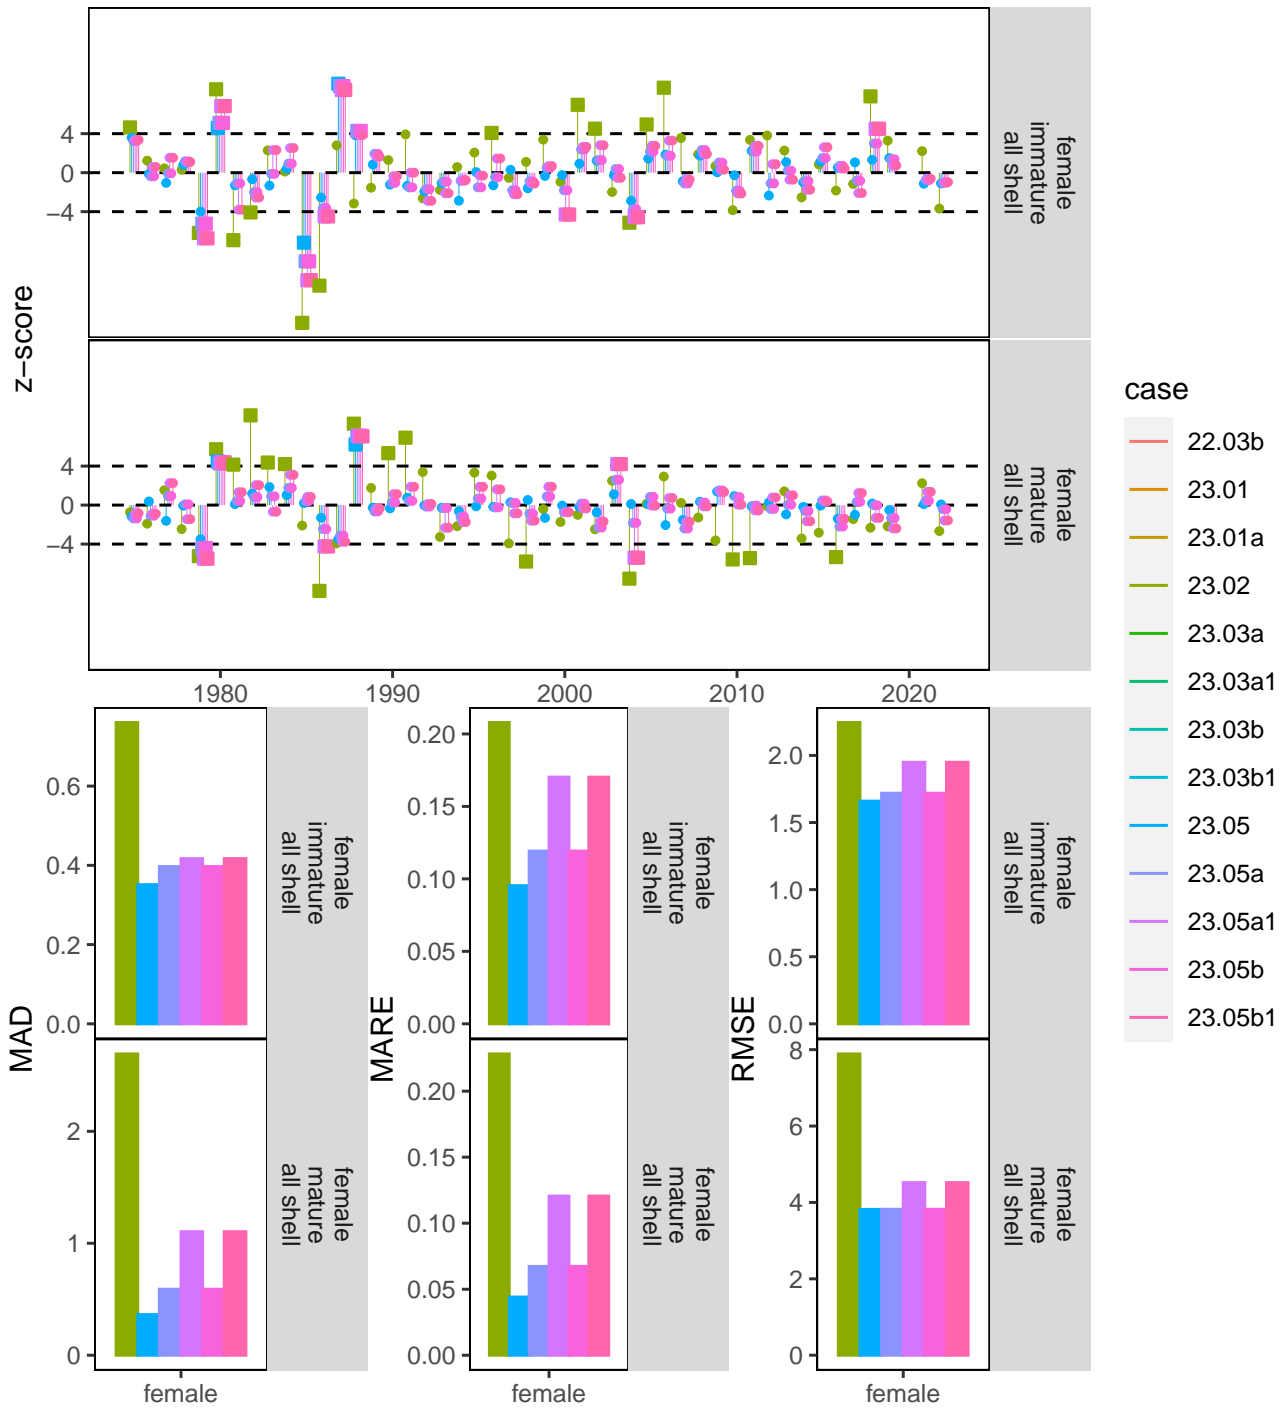 z−score
4
0
−4
female
immature
all shell
4
0
−4
female
mature
all shell
1980
1990
2000
2010
2020
case
22.03b
23.01
23.01a
23.02
23.03a
23.03a1
23.03b
23.03b1
23.05
23.05a
23.05a1
23.05b
23.05b1
MAD
0.6
0.4
0.2
0.0
female
immature
all shell
2
1
0
female
mature
all shell
female
MARE
0.20
0.15
0.10
0.05
0.00
female
immature
all shell
0.20
0.15
0.10
0.05
0.00
female
mature
all shell
female
RMSE
2.0
1.5
1.0
0.5
0.0
female
immature
all shell
8
6
4
2
0
female
mature
all shell
female